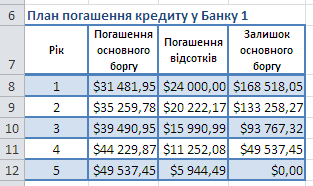 6 План погашення кредиту у Банку 1
7 Рік Погашення основного боргу Погашення відсотків Залишок основного боргу
8 1 $31 481,95 $24 000,00 $168 518,05
9 2 $35 259,78 $20 222,17 $133 258,27
10 3 $39 490,95 $15 990,99 $93 767,32
11 4 $44 229,87 $11 252,08 $49 537,45
12 5 $49 537,45 $5 944,49 $0,00